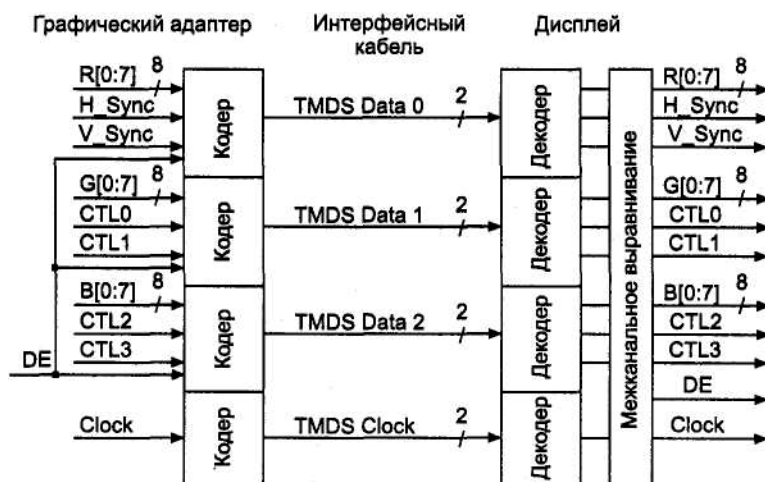 Графический адаптер
Интерфейсный
кабель
Дисплей
R[0:7]
8
H_Sync
V_Sync
Кодер
TMDS Data 0
2
Декодер
R[0:7]
8
H_Sync
V_Sync
G[0:7]
8
CTL0
CTL1
Кодер
TMDS Data 1
2
Декодер
G[0:7]
8
CTL0
CTL1
B[0:7]
8
CTL2
CTL3
DE
Кодер
TMDS Data 2
2
Декодер
B[0:7]
8
CTL2
CTL3
DE
Clock
Кодер
TMDS Clock
2
Декодер
Clock
Межканальное выравнивание